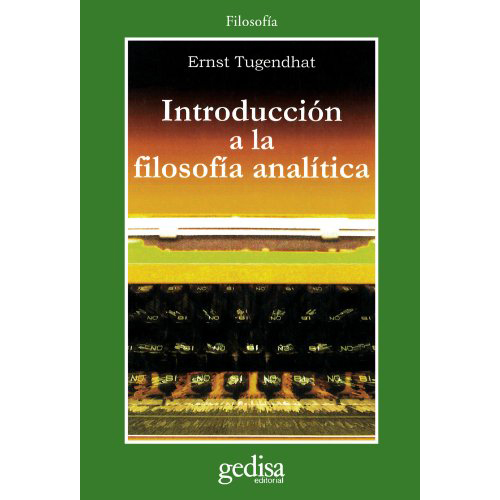 Filosofía
Ernst Tugendhat
Introducción
a la
filosofía analítica
gedisa
editorial